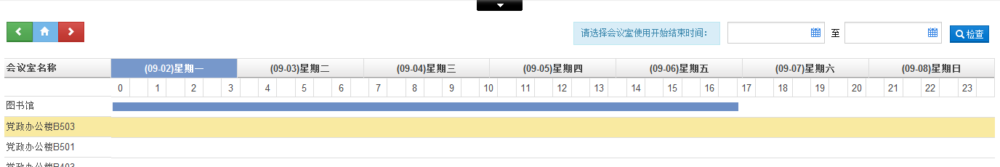 请选择会议室使用开始结束时间： 至 检查
会议室名称 (09-02)星期一 (09-03)星期二 (09-04)星期三 (09-05)星期四 (09-06)星期五 (09-07)星期六 (09-08)星期日
0 1 2 3 4 5 6 7 8 9 10 11 12 13 14 15 16 17 18 19 20 21 22 23
图书馆
党政办公楼B503
党政办公楼B501
党政办公楼B403